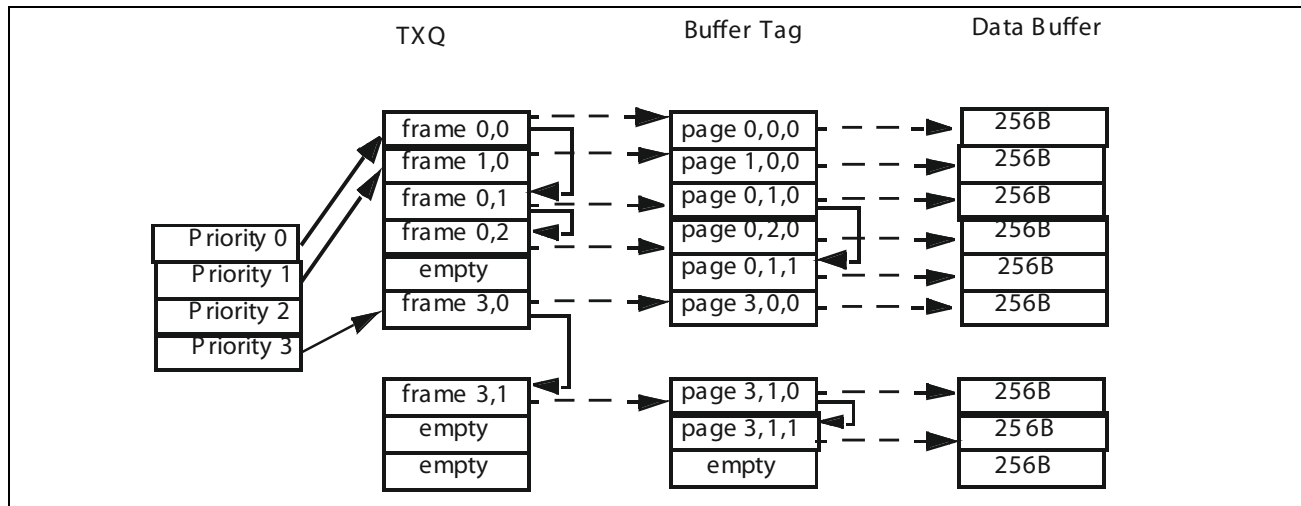 TXQ
Buffer Tag
Data Buffer
Priority 0
Priority 1
Priority 2
Priority 3
frame 0,0
frame 1,0
frame 0,1
frame 0,2
empty
frame 3,0
frame 3,1
empty
empty
page 0,0,0
page 1,0,0
page 0,1,0
page 0,2,0
page 0,1,1
page 3,0,0
page 3,1,0
page 3,1,1
empty
256B
256B
256B
256B
256B
256B
256B
256B
256B